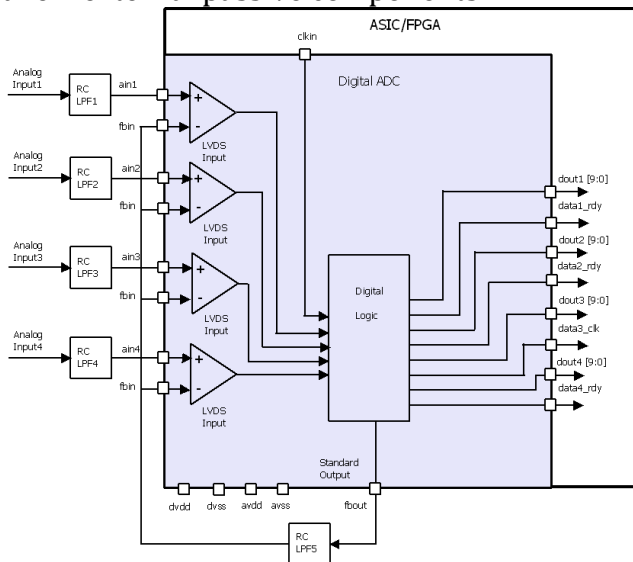 ASIC/FPGA
clkin
Digital ADC
Analog
Input1
RC
LPF1
ain1
fbin
+
-
LVDS
Input
Analog
Input2
RC
LPF2
ain2
fbin
+
-
LVDS
Input
Analog
Input3
RC
LPF3
ain3
fbin
+
-
LVDS
Input
Analog
Input4
RC
LPF4
ain4
fbin
+
-
LVDS
Input
Digital
Logic
dout1 [9:0]
data1_rdy
dout2 [9:0]
data2_rdy
dout3 [9:0]
data3_clk
dout4 [9:0]
data4_rdy
Standard
Output
dvdd
dvss
avdd
avss
fbout
RC
LPF5